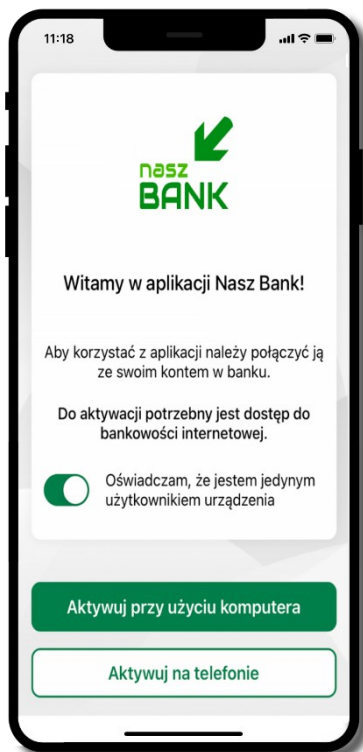 11:18
nasz
BANK
Witamy w aplikacji Nasz Bank!
Aby korzystać z aplikacji należy połączyć ją
ze swoim kontem w banku.
Do aktywacji potrzebny jest dostęp do
bankowości internetowej.
Oświadczam, że jestem jedynym
użytkownikiem urządzenia
Aktywuj przy użyciu komputera
Aktywuj na telefonie